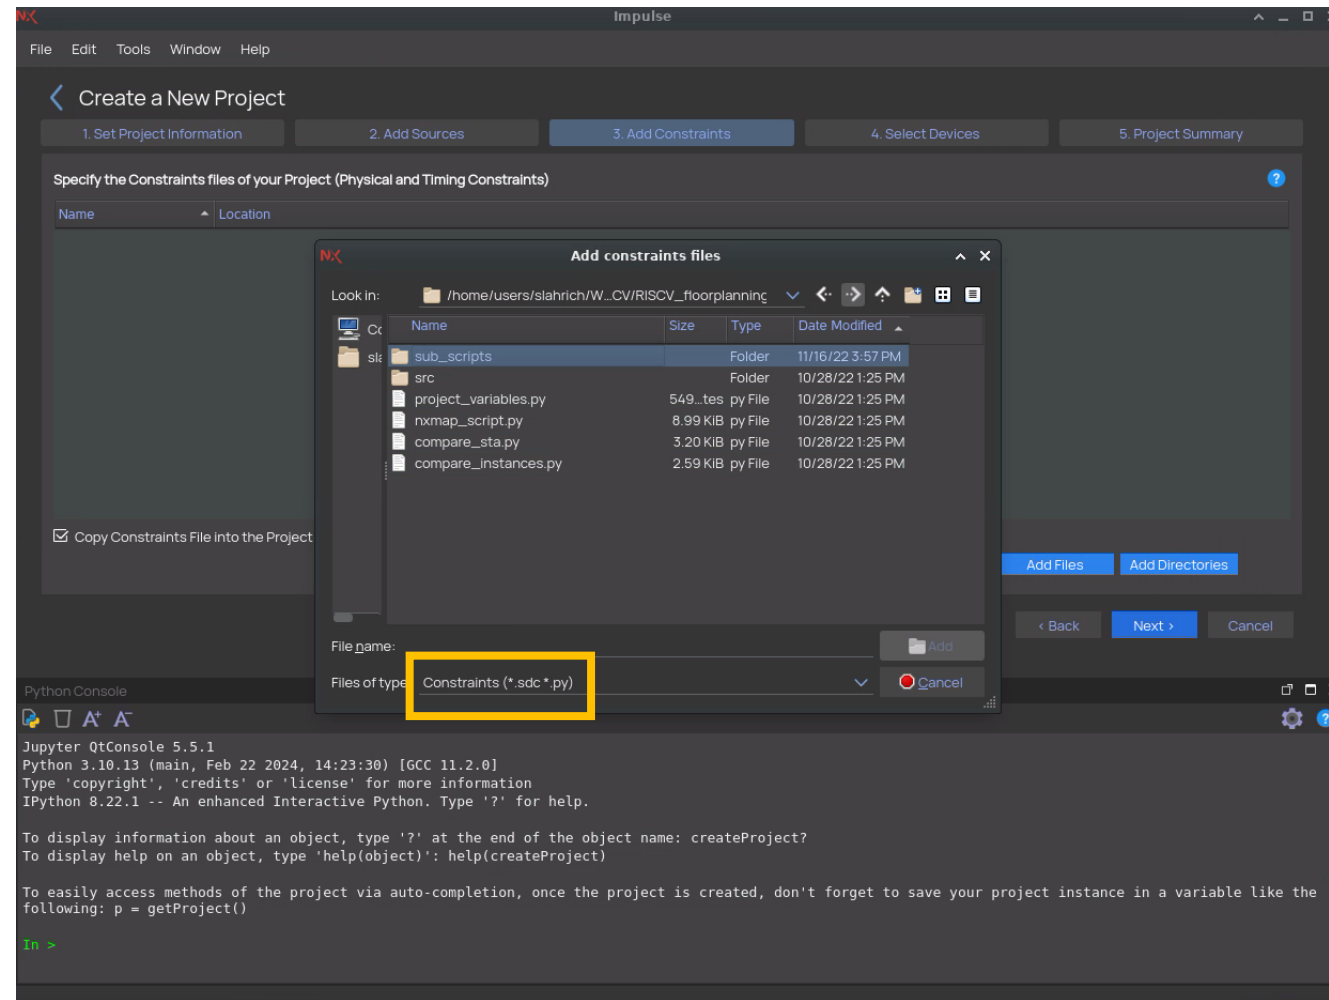 NX
Impulse
File Edit Tools Window Help
Create a New Project
1. Set Project Information 2. Add Sources 3. Add Constraints 4. Select Devices 5. Project Summary
Specify the Constraints files of your Project (Physical and Timing Constraints)
Name Location
NX Add constraints files
Look in: /home/users/slahrich/W...CV/RISCV_floorplanning
Name Size Type Date Modified
sub_scripts Folder 11/16/22 3:57 PM
src Folder 10/28/22 1:25 PM
project_variables.py 549...tes py File 10/28/22 1:25 PM
nxmap_script.py 8.99 KiB py File 10/28/22 1:25 PM
compare_sta.py 3.20 KiB py File 10/28/22 1:25 PM
compare_instances.py 2.59 KiB py File 10/28/22 1:25 PM
Copy Constraints File into the Project
Add Files Add Directories
< Back Next > Cancel
File name: Add
Files of type Constraints (*.sdc *.py) Cancel
Python Console
Jupyter QtConsole 5.5.1
Python 3.10.13 (main, Feb 22 2024, 14:23:30) [GCC 11.2.0]
Type 'copyright', 'credits' or 'license' for more information
IPython 8.22.1 -- An enhanced Interactive Python. Type '?' for help.
To display information about an object, type '?' at the end of the object name: createProject?
To display help on an object, type 'help(object)': help(createProject)
To easily access methods of the project via auto-completion, once the project is created, don't forget to save your project instance in a variable like the
following: p = getProject()
In >